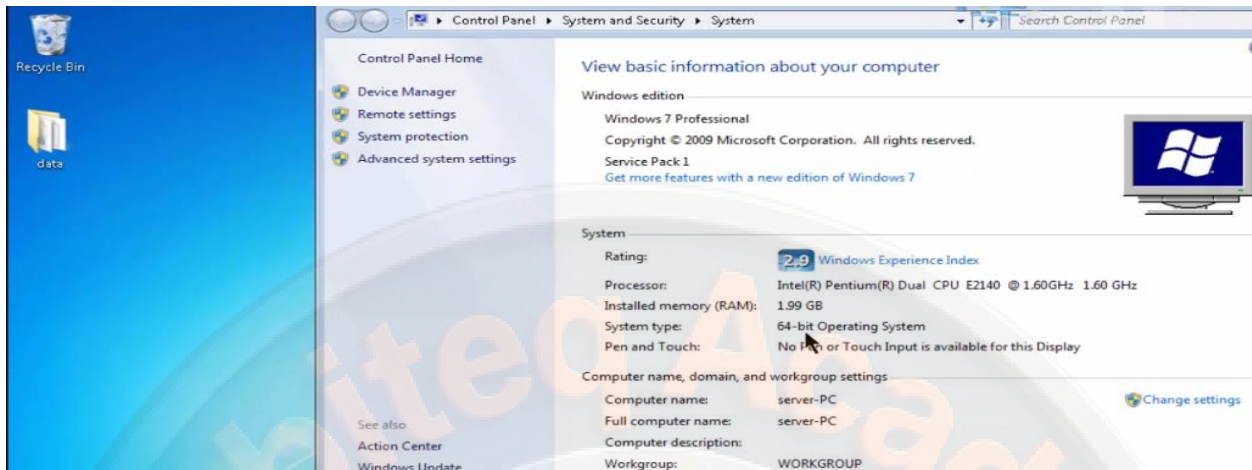 Recycle Bin
data
Control Panel ▸ System and Security ▸ System
Search Control Panel
Control Panel Home
Device Manager
Remote settings
System protection
Advanced system settings
See also
Action Center
Windows Update
View basic information about your computer
Windows edition
Windows 7 Professional
Copyright © 2009 Microsoft Corporation. All rights reserved.
Service Pack 1
Get more features with a new edition of Windows 7
System
Rating: 2.9 Windows Experience Index
Processor: Intel(R) Pentium(R) Dual CPU E2140 @ 1.60GHz 1.60 GHz
Installed memory (RAM): 1.99 GB
System type: 64-bit Operating System
Pen and Touch: No Pen or Touch Input is available for this Display
Computer name, domain, and workgroup settings
Computer name: server-PC
Change settings
Full computer name: server-PC
Computer description:
Workgroup: WORKGROUP